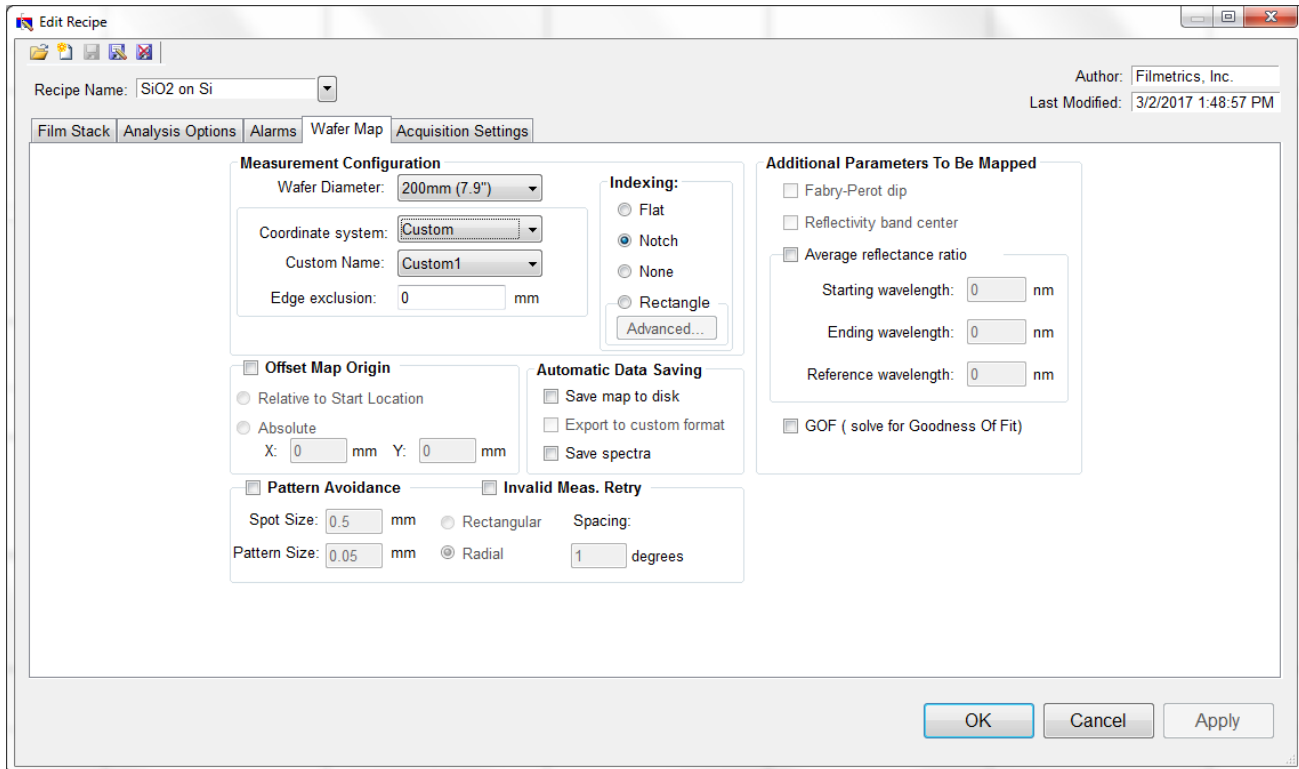 Edit Recipe
Recipe Name: SiO2 on Si
Author: Filmetrics, Inc.
Last Modified: 3/2/2017 1:48:57 PM
Film Stack Analysis Options Alarms Wafer Map Acquisition Settings
Measurement Configuration
Wafer Diameter: 200mm (7.9")
Coordinate system: Custom
Custom Name: Custom1
Edge exclusion: 0 mm
Indexing:
Flat
Notch
None
Rectangle
Advanced...
Offset Map Origin
Relative to Start Location
Absolute
X: 0 mm Y: 0 mm
Automatic Data Saving
Save map to disk
Export to custom format
Save spectra
Pattern Avoidance Invalid Meas. Retry
Spot Size: 0.5 mm Rectangular Spacing:
Pattern Size: 0.05 mm Radial 1 degrees
Additional Parameters To Be Mapped
Fabry-Perot dip
Reflectivity band center
Average reflectance ratio
Starting wavelength: 0 nm
Ending wavelength: 0 nm
Reference wavelength: 0 nm
GOF ( solve for Goodness Of Fit)
OK Cancel Apply